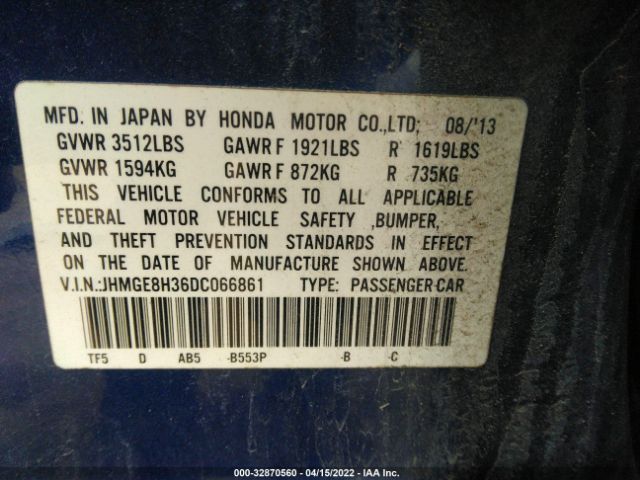 MFD. IN JAPAN BY HONDA MOTOR CO.,LTD; 08/'13
GVWR 3512LBS GAWR F 1921LBS R 1619LBS
GVWR 1594KG GAWR F 872KG R 735KG
THIS VEHICLE CONFORMS TO ALL APPLICABLE
FEDERAL MOTOR VEHICLE SAFETY ,BUMPER,
AND THEFT PREVENTION STANDARDS IN EFFECT
ON THE DATE OF MANUFACTURE SHOWN ABOVE.
V.I.N.:JHMGE8H36DC066861 TYPE: PASSENGER CAR
TF5 D AB5 -B553P -B -C
000-32870560 - 04/15/2022 - IAA Inc.